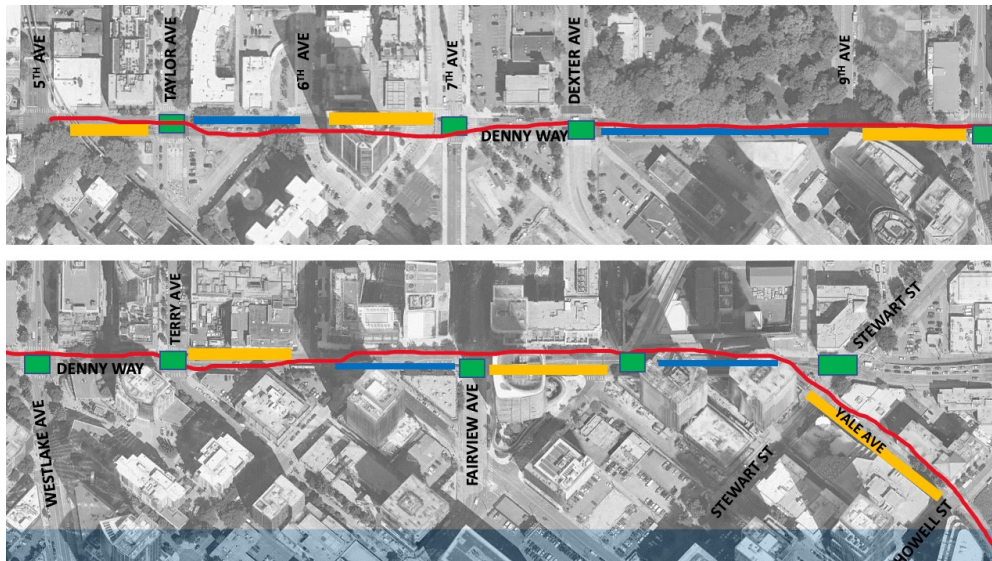 5TH AVE
TAYLOR AVE
6TH AVE
7TH AVE
DEXTER AVE
9TH AVE
DENNY WAY
TERRY AVE
STEWART ST
DENNY WAY
WESTLAKE AVE
FAIRVIEW AVE
YALE AVE
STEWART ST
HOWELL ST